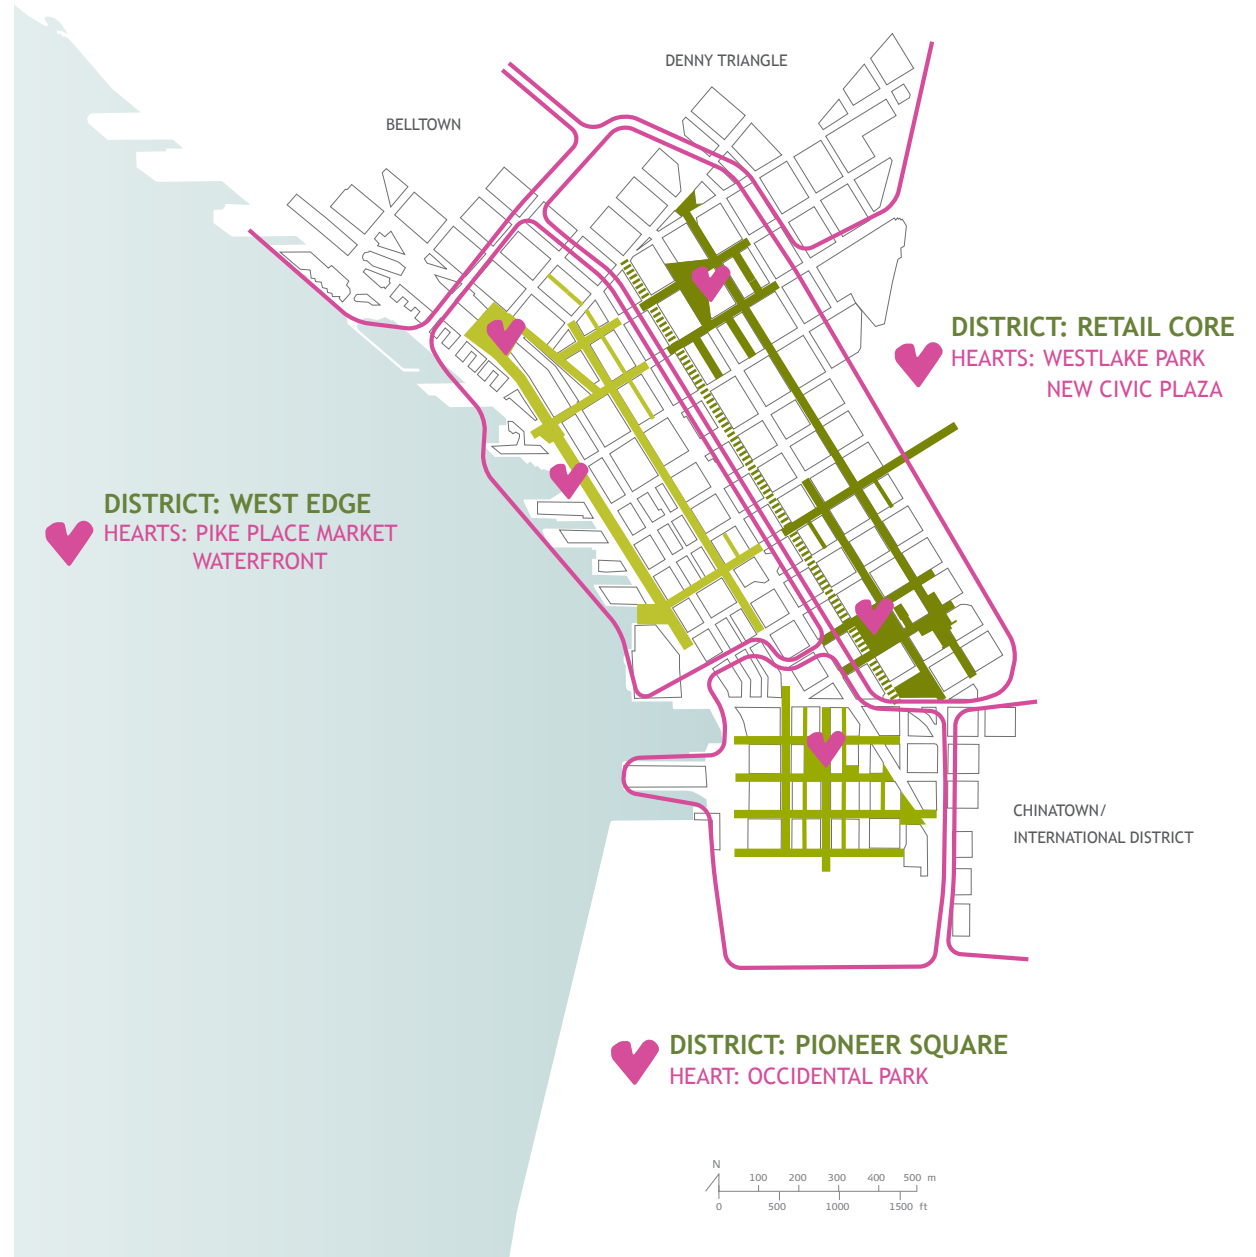 DENNY TRIANGLE
BELLTOWN
DISTRICT: RETAIL CORE
HEARTS: WESTLAKE PARK
NEW CIVIC PLAZA
DISTRICT: WEST EDGE
HEARTS: PIKE PLACE MARKET
WATERFRONT
CHINATOWN/
INTERNATIONAL DISTRICT
DISTRICT: PIONEER SQUARE
HEART: OCCIDENTAL PARK
N
100 200 300 400 500 m
0 500 1000 1500 ft